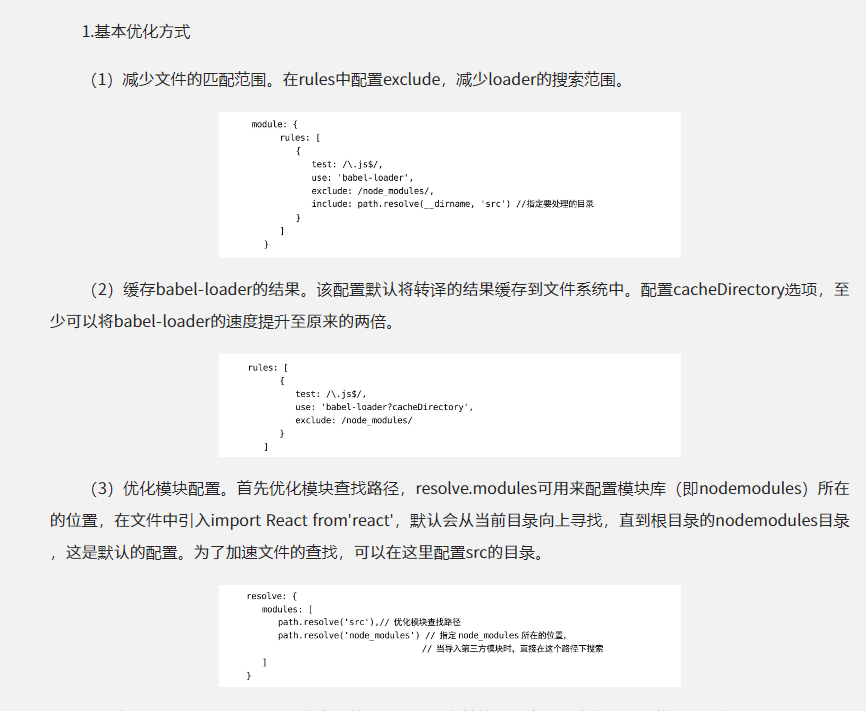 1.基本优化方式
（1）减少文件的匹配范围。在rules中配置exclude，减少loader的搜索范围。
module: {
rules: [
{
test: /\.js$/,
use: 'babel-loader',
exclude: /node_modules/,
include: path.resolve(__dirname, 'src') //指定要处理的目录
}
]
}
（2）缓存babel-loader的结果。该配置默认将转译的结果缓存到文件系统中。配置cacheDirectory选项，至
少可以将babel-loader的速度提升至原来的两倍。
rules: [
{
test: /\.js$/,
use: 'babel-loader?cacheDirectory',
exclude: /node_modules/
}
]
（3）优化模块配置。首先优化模块查找路径，resolve.modules可用来配置模块库（即nodemodules）所在
的位置，在文件中引入import React from'react'，默认会从当前目录向上寻找，直到根目录的nodemodules目录
，这是默认的配置。为了加速文件的查找，可以在这里配置src的目录。
resolve: {
modules: [
path.resolve('src'),// 优化模块查找路径
path.resolve('node_modules') // 指定 node_modules 所在的位置，
// 当导入第三方模块时，直接在这个路径下搜索
]
}